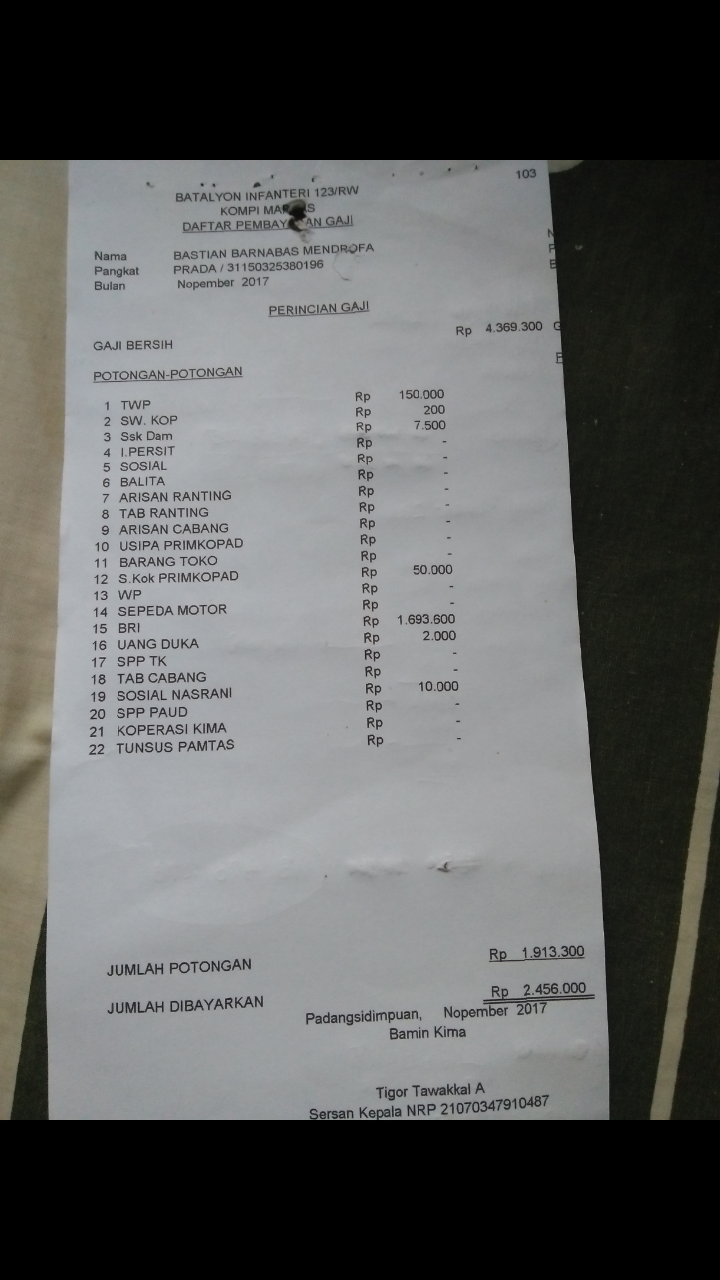 103
BATALYON INFANTERI 123/RW
KOMPI
DAFTAR GAJI
Nama BASTIAN BARNABAS MENDROFA
Pangkat PRADA / 31150325380196
Bulan Nopember 2017
PERINCIAN GAJI
GAJI BERSIH Rp 4.369.300
POTONGAN-POTONGAN
1 TWP Rp 150.000
2 SW. KOP Rp 200
3 Ssk Dam Rp 7.500
4 I.PERSIT Rp -
5 SOSIAL Rp -
6 BALITA Rp -
7 ARISAN RANTING Rp -
8 TAB RANTING Rp -
9 ARISAN CABANG Rp -
10 USIPA PRIMKOPAD Rp -
11 BARANG TOKO Rp -
12 S.Kok PRIMKOPAD Rp 50.000
13 WP Rp -
14 SEPEDA MOTOR Rp -
15 BRI Rp 1.693.600
16 UANG DUKA Rp 2.000
17 SPP TK Rp -
18 TAB CABANG Rp -
19 SOSIAL NASRANI Rp 10.000
20 SPP PAUD Rp -
21 KOPERASI KIMA Rp -
22 TUNSUS PAMTAS Rp -
JUMLAH POTONGAN Rp 1.913.300
JUMLAH DIBAYARKAN Rp 2.456.000
Padangsidimpuan, Nopember 2017
Bamin Kima
Tigor Tawakkal A
Sersan Kepala NRP 21070347910487